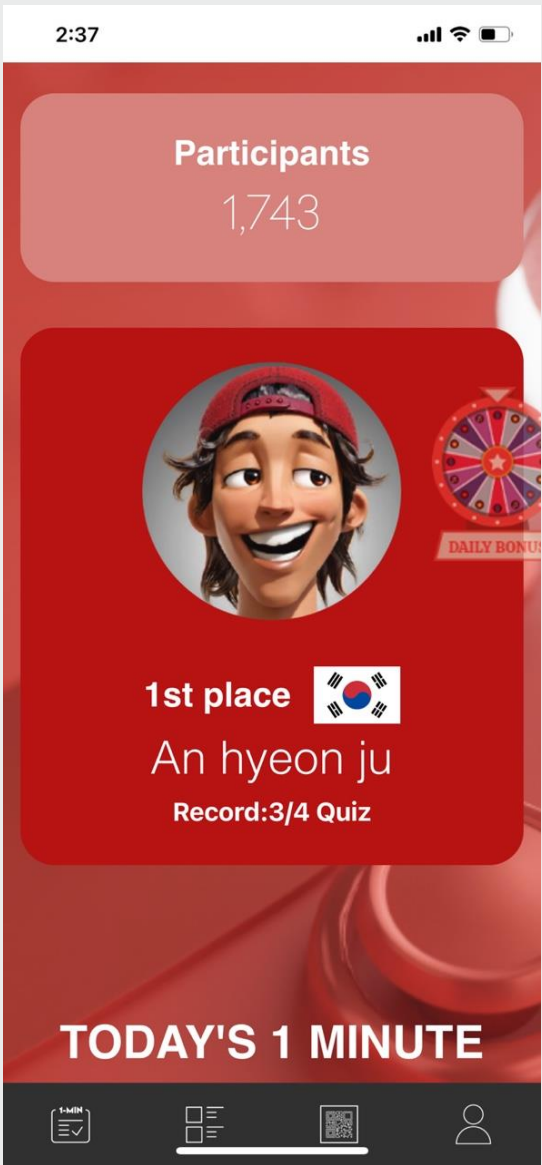 2:37
Participants
1,743
DAILY BONUS
1st place
An hyeon ju
Record:3/4 Quiz
TODAY'S 1 MINUTE
1-MIN